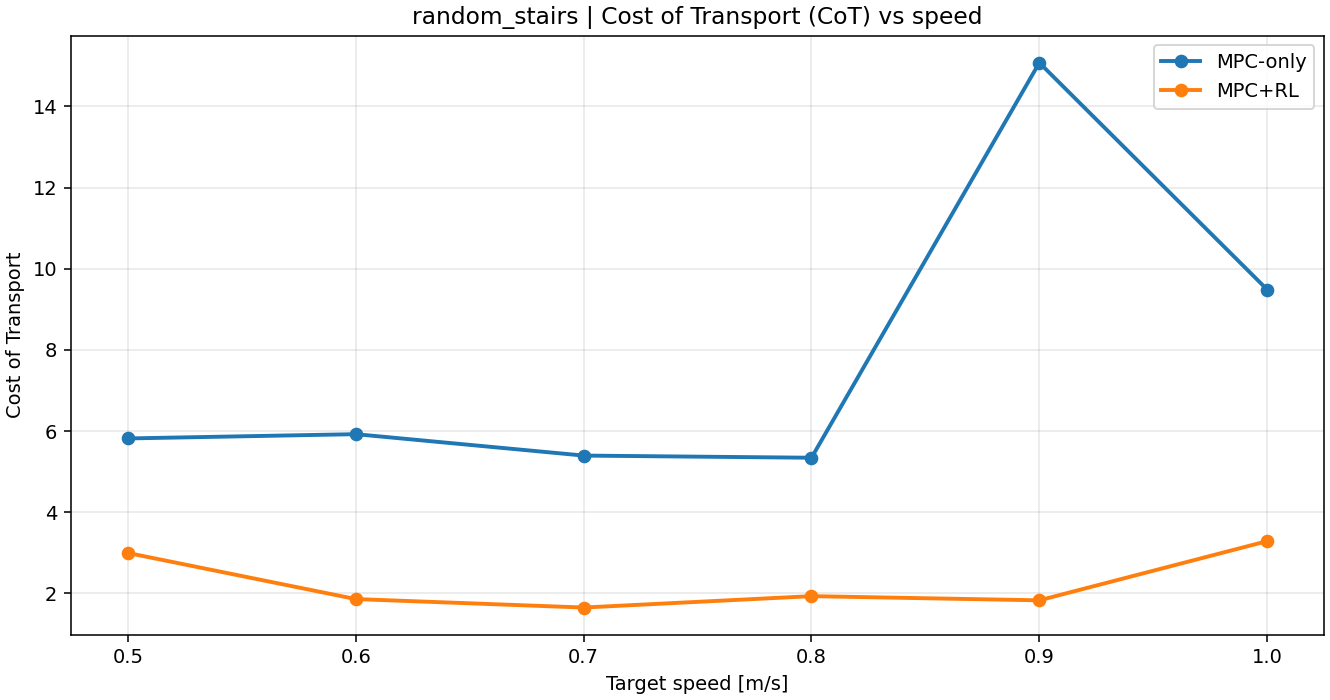 random_stairs | Cost of Transport (CoT) vs speed
MPC-only
MPC+RL
Cost of Transport
14
12
10
8
6
4
2
0.5 0.6 0.7 0.8 0.9 1.0
Target speed [m/s]